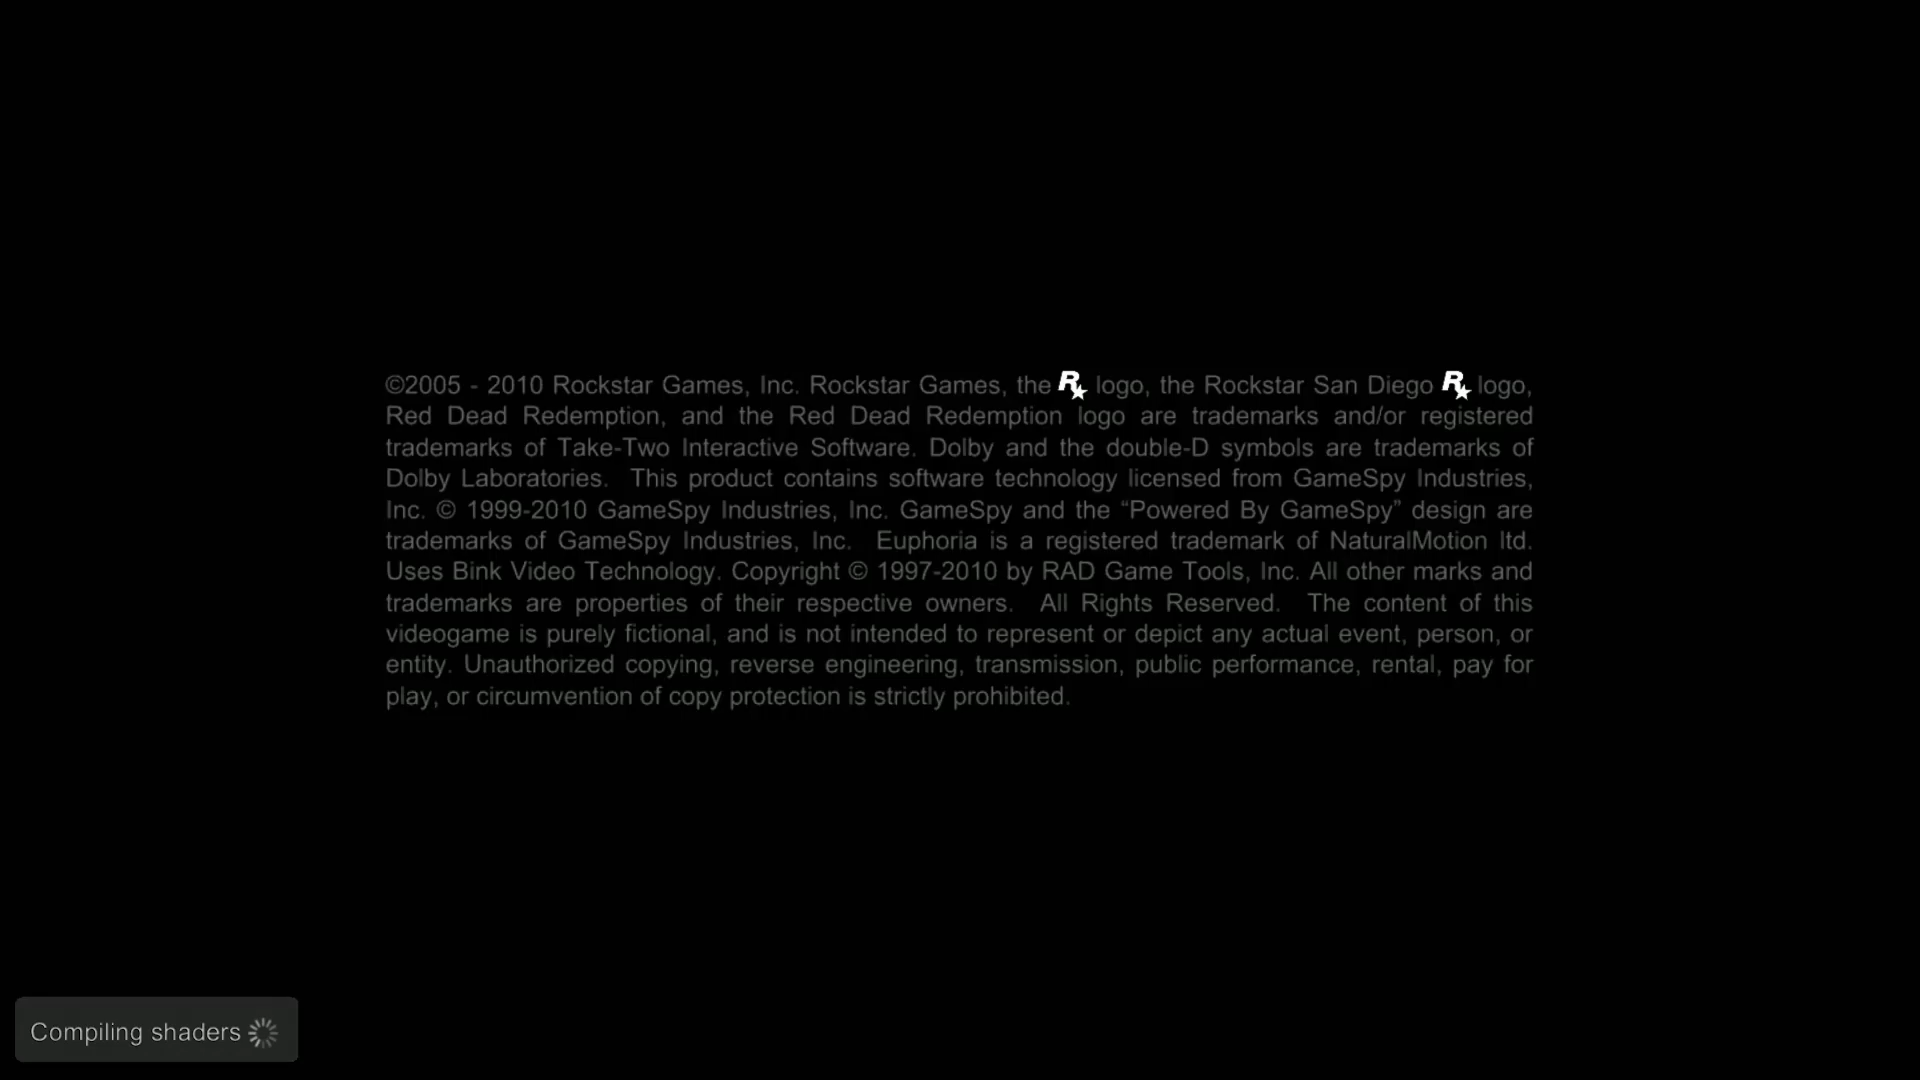 ©2005 - 2010 Rockstar Games, Inc. Rockstar Games, the R★ logo, the Rockstar San Diego R★ logo,
Red Dead Redemption, and the Red Dead Redemption logo are trademarks and/or registered
trademarks of Take-Two Interactive Software. Dolby and the double-D symbols are trademarks of
Dolby Laboratories. This product contains software technology licensed from GameSpy Industries,
Inc. © 1999-2010 GameSpy Industries, Inc. GameSpy and the “Powered By GameSpy” design are
trademarks of GameSpy Industries, Inc. Euphoria is a registered trademark of NaturalMotion ltd.
Uses Bink Video Technology. Copyright © 1997-2010 by RAD Game Tools, Inc. All other marks and
trademarks are properties of their respective owners. All Rights Reserved. The content of this
videogame is purely fictional, and is not intended to represent or depict any actual event, person, or
entity. Unauthorized copying, reverse engineering, transmission, public performance, rental, pay for
play, or circumvention of copy protection is strictly prohibited.
Compiling shaders